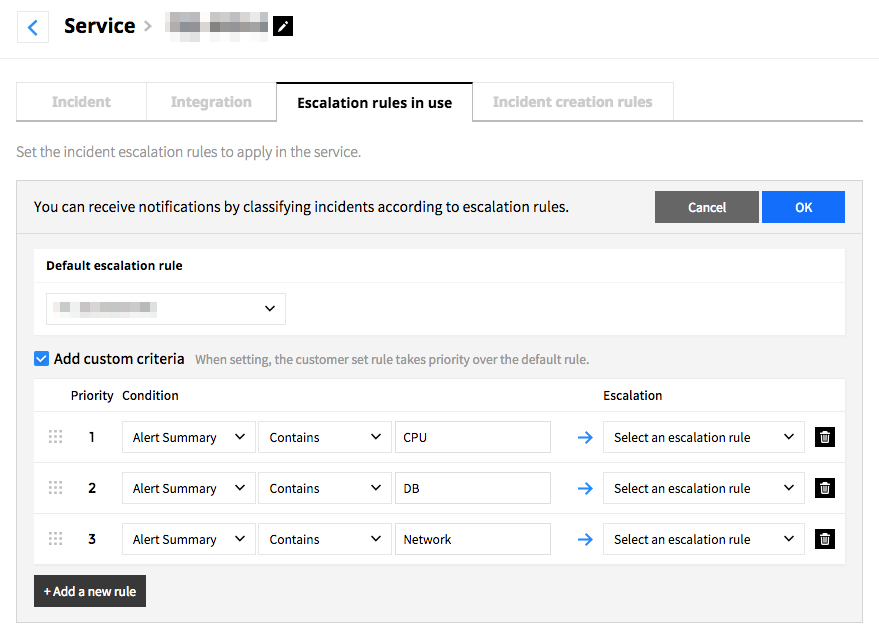 Service >
Incident Integration Escalation rules in use Incident creation rules
Set the incident escalation rules to apply in the service.
You can receive notifications by classifying incidents according to escalation rules. Cancel OK
Default escalation rule
Add custom criteria When setting, the customer set rule takes priority over the default rule.
Priority Condition Escalation
1 Alert Summary Contains CPU Select an escalation rule
2 Alert Summary Contains DB Select an escalation rule
3 Alert Summary Contains Network Select an escalation rule
+ Add a new rule